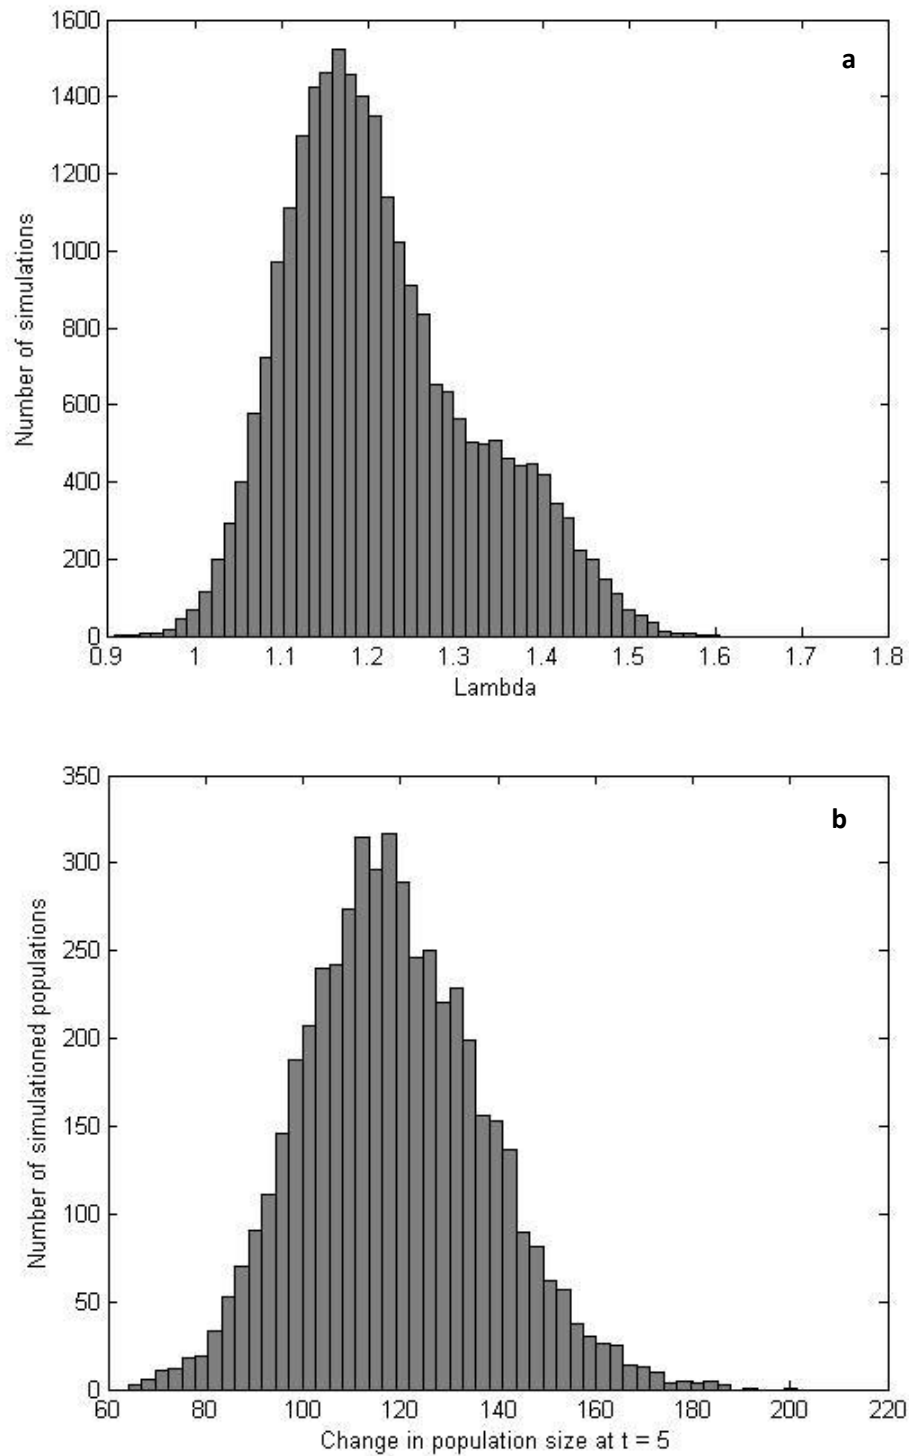 1600
1400
1200
1000
800
600
400
200
0
a
Number of simulations
0.9 1 1.1 1.2 1.3 1.4 1.5 1.6 1.7 1.8
Lambda
350
300
250
200
150
100
50
0
b
Number of simulationed populations
60 80 100 120 140 160 180 200 220
Change in population size at t = 5